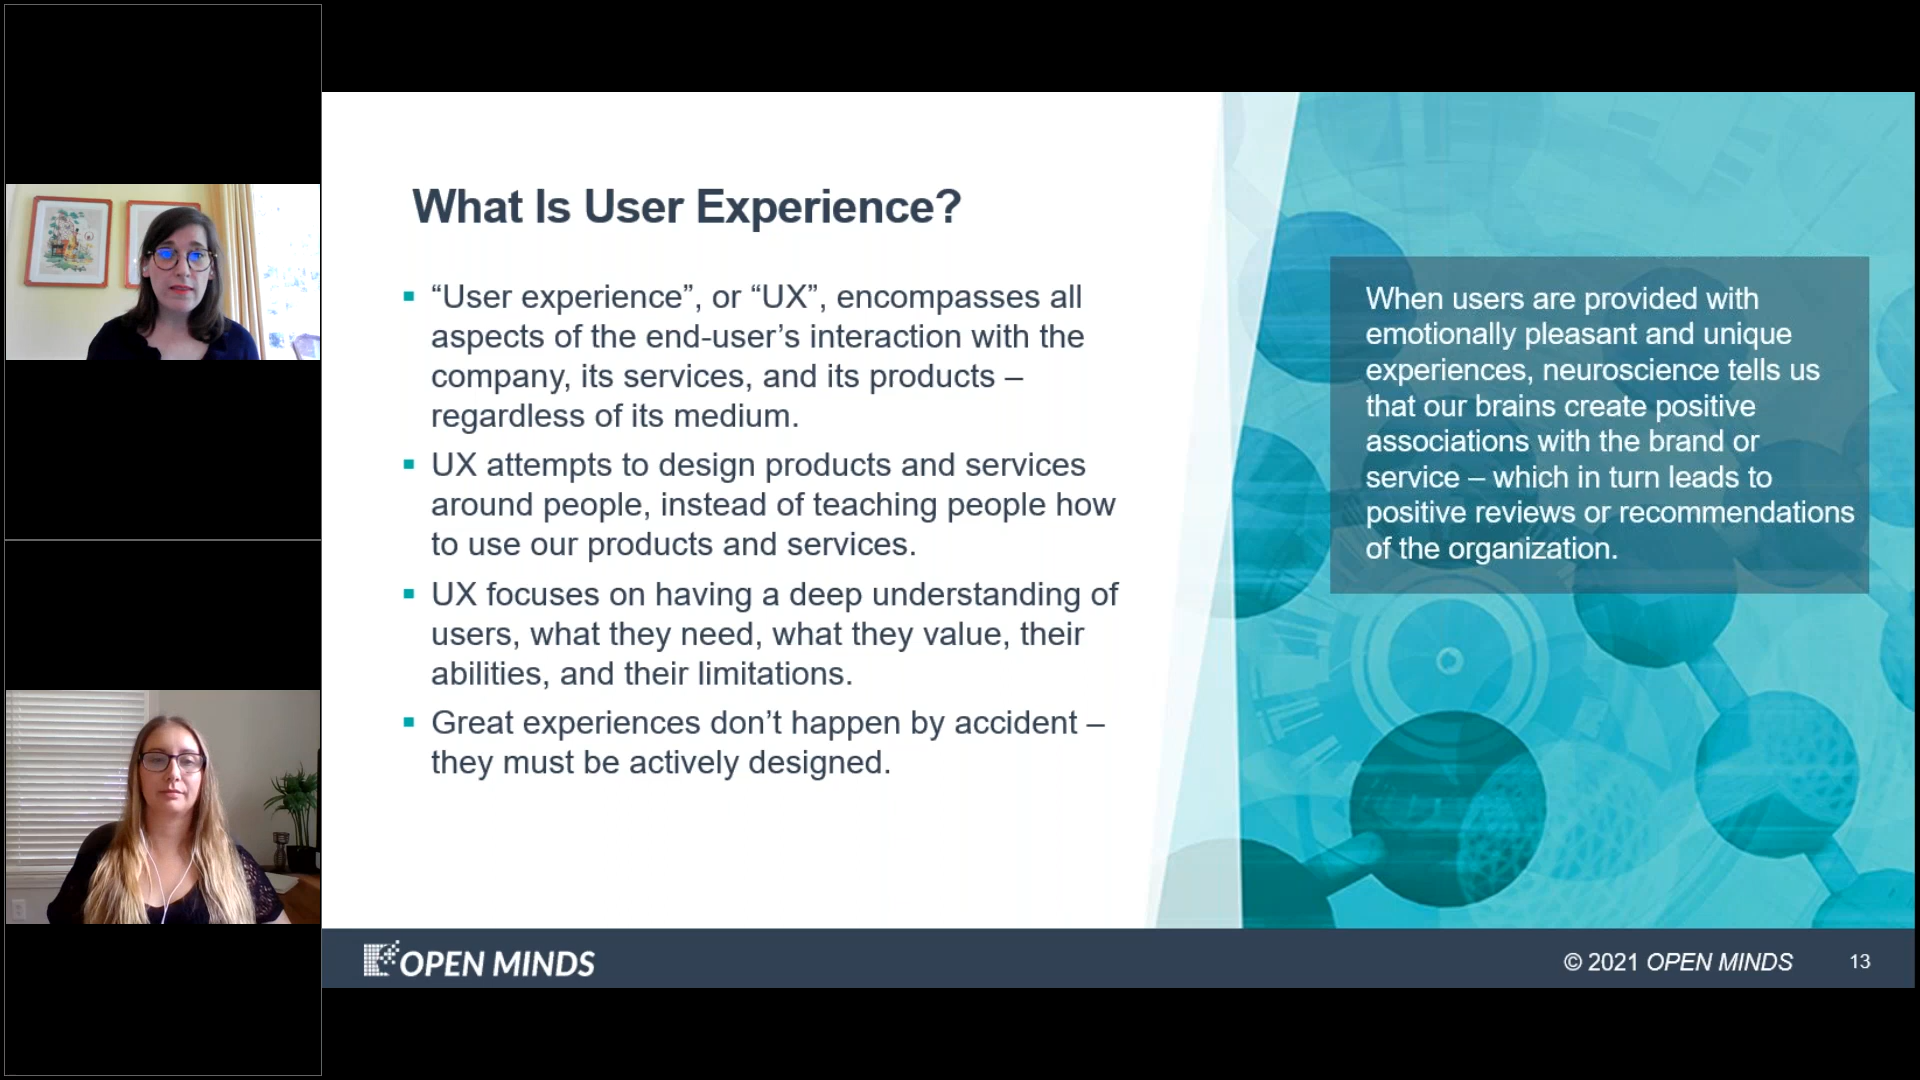 What Is User Experience?
▪ “User experience”, or “UX”, encompasses all
aspects of the end-user’s interaction with the
company, its services, and its products –
regardless of its medium.
▪ UX attempts to design products and services
around people, instead of teaching people how
to use our products and services.
▪ UX focuses on having a deep understanding of
users, what they need, what they value, their
abilities, and their limitations.
▪ Great experiences don’t happen by accident –
they must be actively designed.
When users are provided with
emotionally pleasant and unique
experiences, neuroscience tells us
that our brains create positive
associations with the brand or
service – which in turn leads to
positive reviews or recommendations
of the organization.
OPEN MINDS
© 2021 OPEN MINDS
13